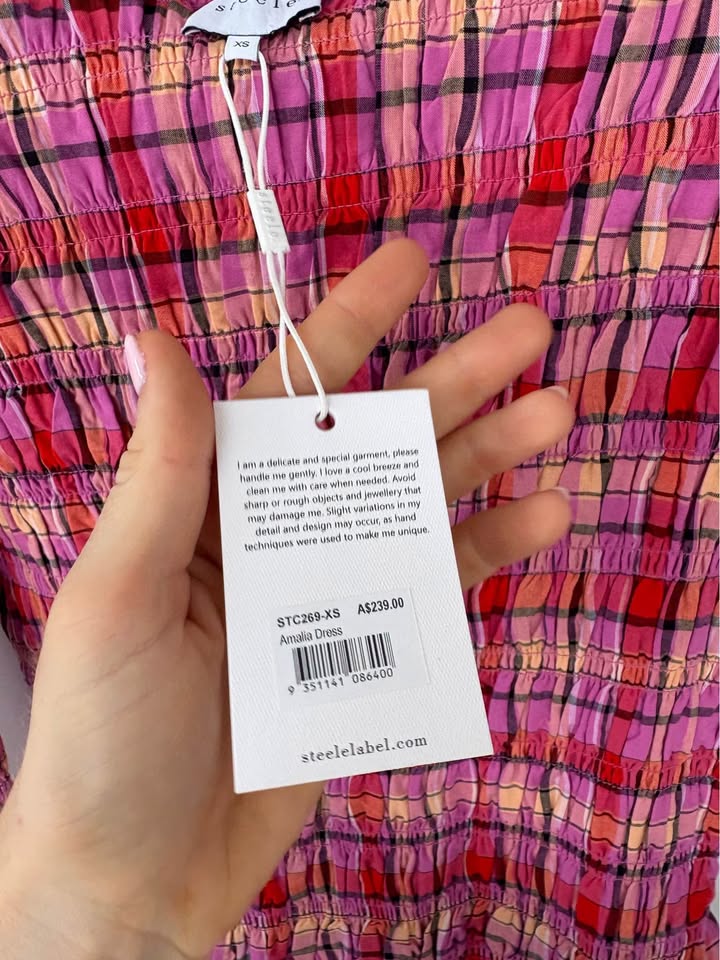 steele
XS
steele
I am a delicate and special garment, please
handle me gently. I love a cool breeze and
clean me with care when needed. Avoid
sharp or rough objects and jewellery that
may damage me. Slight variations in my
detail and design may occur, as hand
techniques were used to make me unique.
STC269-XS A$239.00
Amalia Dress
9 351141 086400
steelelabel.com